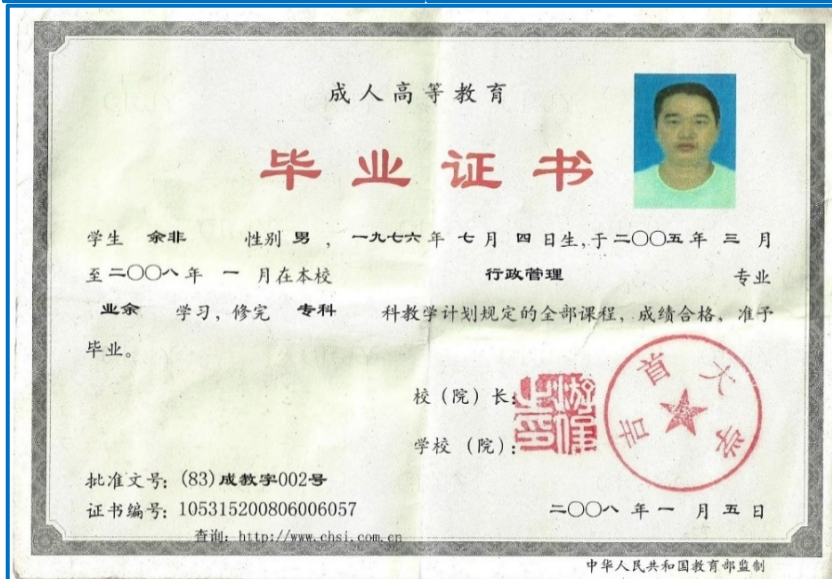 成人高等教育
毕业证书
学生 余非 性别 男 , 一九七六 年 七 月 四 日生, 于 二〇〇五 年 三 月
至 二〇〇八 年 一 月在本校 行政管理 专业
业余 学习, 修完 专科 科教学计划规定的全部课程, 成绩合格, 准予
毕业。
校(院)长:
吉首大学
学校(院):
批准文号: (83)成教字002号
证书编号: 105315200806006057
二〇〇八 年 一 月 五 日
查询: http://www.chsi.com.cn
中华人民共和国教育部监制